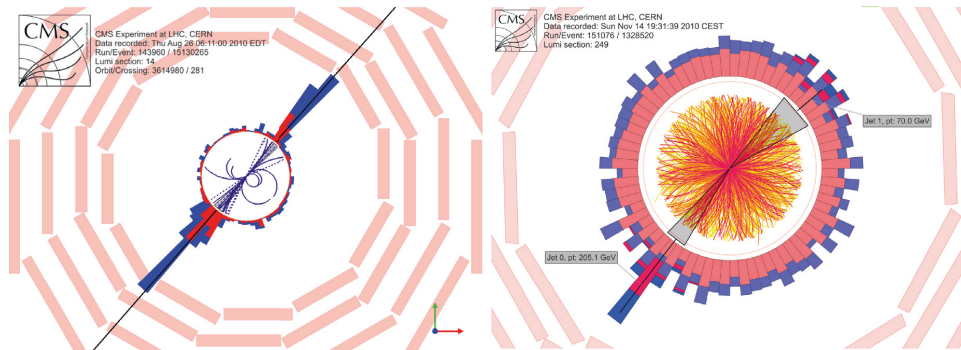 CMS
CMS Experiment at LHC, CERN
Data recorded: Thu Aug 26 06:11:00 2010 EDT
Run/Event: 143960 / 15130265
Lumi section: 14
Orbit/Crossing: 3614980 / 281
CMS
CMS Experiment at LHC, CERN
Data recorded: Sun Nov 14 19:31:39 2010 CEST
Run/Event: 151076 / 1328520
Lumi section: 249
Jet 1, pt: 70.0 GeV
Jet 0, pt: 205.1 GeV